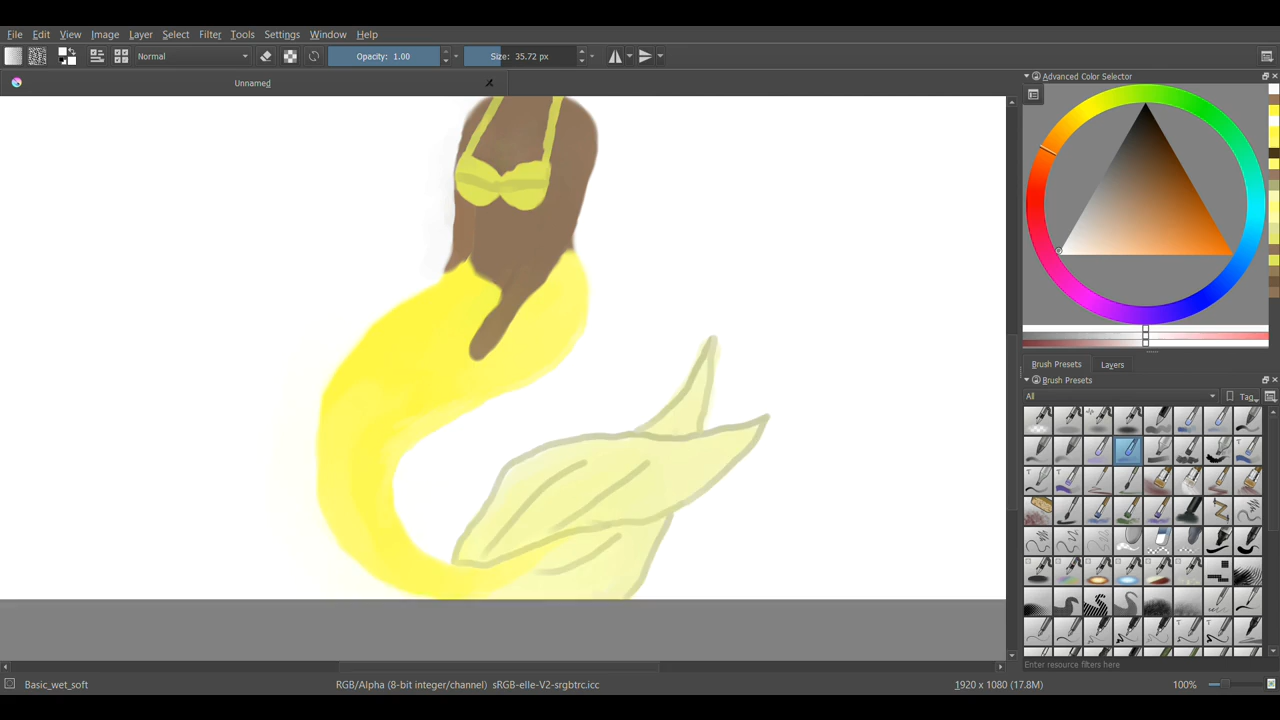 File Edit View Image Layer Select Filter Tools Settings Window Help
Normal Opacity: 1.00 Size: 35.72 px
Unnamed
Advanced Color Selector
Brush Presets Layers
Brush Presets
All Tag
Enter resource filters here
Basic_wet_soft RGB/Alpha (8-bit integer/channel) sRGB-elle-V2-srgbtrc.icc 1920 x 1080 (17.8M) 100%